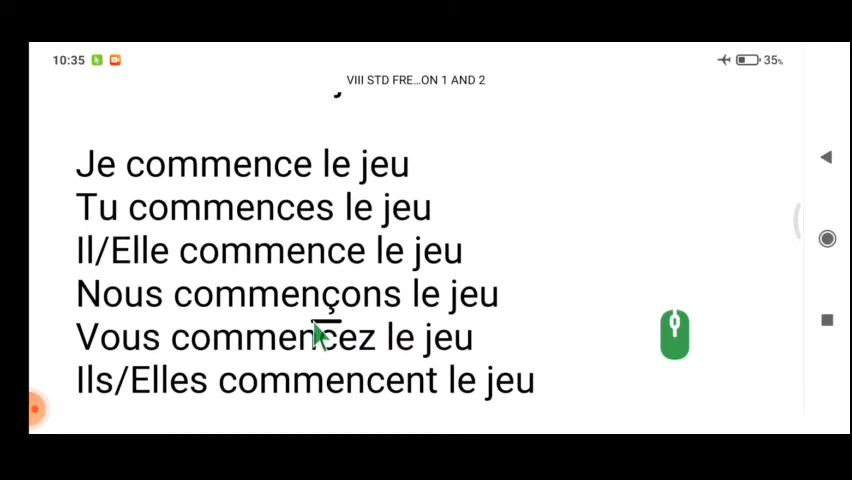 10:35
35%
VIII STD FRE...ON 1 AND 2
Je commence le jeu
Tu commences le jeu
Il/Elle commence le jeu
Nous commençons le jeu
Vous commencez le jeu
Ils/Elles commencent le jeu